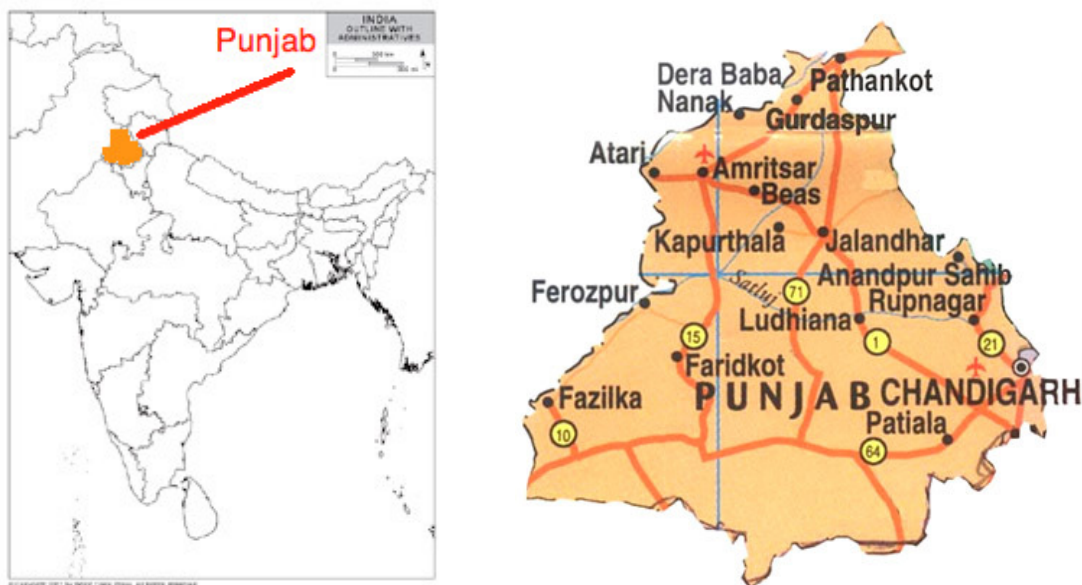 Punjab
INDIA
OUTLINE WITH
ADMINISTRATIVES
Dera Baba
Nanak
Pathankot
Gurdaspur
Atari
Amritsar
Beas
Kapurthala
Jalandhar
Anandpur Sahib
Rupnagar
Ferozpur
Satluj
71
Ludhiana
15
1
21
Faridkot
PUNJAB
CHANDIGARH
Fazilka
Patiala
10
64